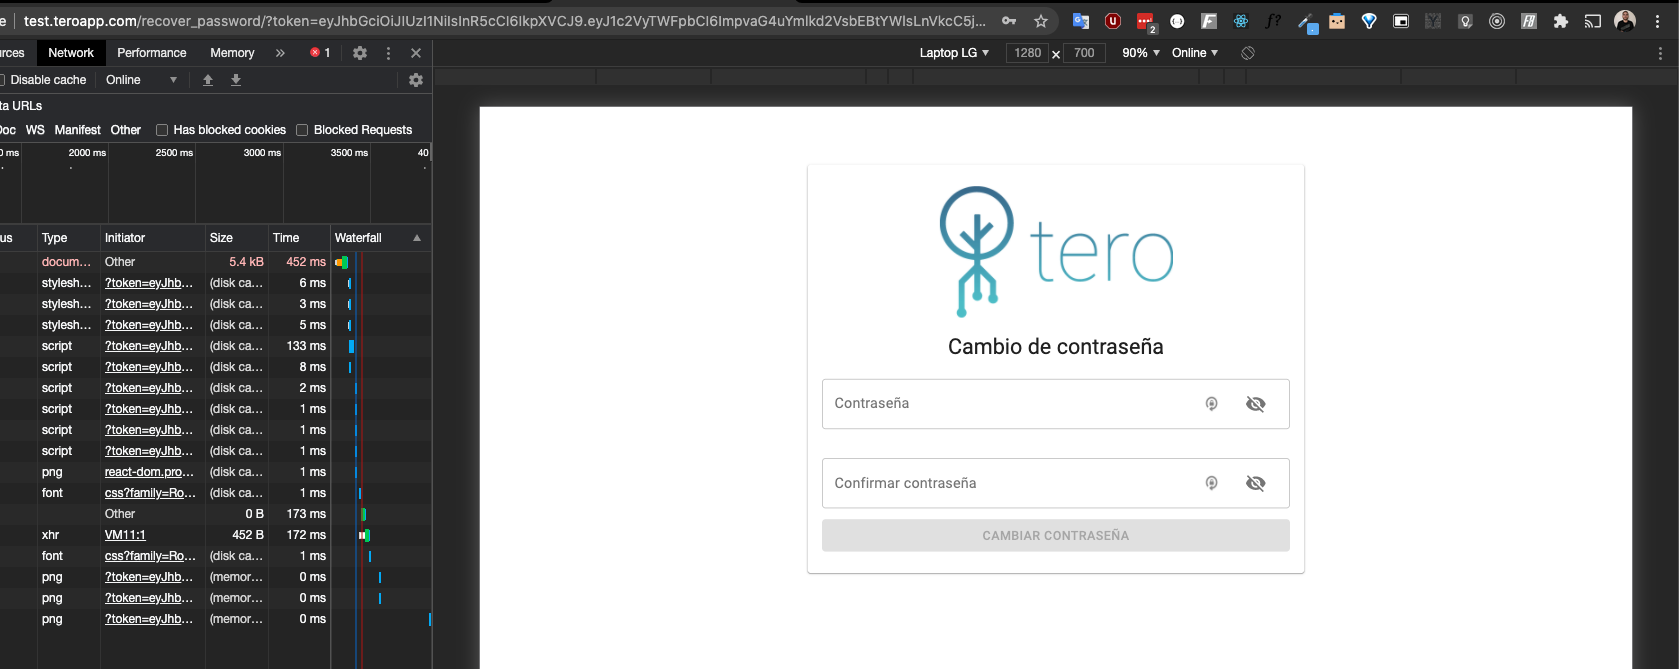 e | test.teroapp.com/recover_password/?token=eyJhbGciOiJIUzI1NiIsInR5cCI6IkpXVCJ9.eyJ1c2VyTWFpbCI6ImpvaG4uYmlkd2VsbEBtYWlsLnVkcC5j...
rces Network Performance Memory » 1
Laptop LG 1280 x 700 90% Online
Disable cache Online
ta URLs
Doc WS Manifest Other Has blocked cookies Blocked Requests
0 ms 2000 ms 2500 ms 3000 ms 3500 ms 40
us Type Initiator Size Time Waterfall
docum... Other 5.4 kB 452 ms
stylesh... ?token=eyJhb... (disk ca... 6 ms
stylesh... ?token=eyJhb... (disk ca... 3 ms
stylesh... ?token=eyJhb... (disk ca... 5 ms
script ?token=eyJhb... (disk ca... 133 ms
script ?token=eyJhb... (disk ca... 8 ms
script ?token=eyJhb... (disk ca... 2 ms
script ?token=eyJhb... (disk ca... 1 ms
script ?token=eyJhb... (disk ca... 1 ms
script ?token=eyJhb... (disk ca... 1 ms
png react-dom.pro... (disk ca... 1 ms
font css?family=Ro... (disk ca... 1 ms
Other 0 B 173 ms
xhr VM11:1 452 B 172 ms
font css?family=Ro... (disk ca... 1 ms
png ?token=eyJhb... (memor... 0 ms
png ?token=eyJhb... (memor... 0 ms
png ?token=eyJhb... (memor... 0 ms
tero
Cambio de contraseña
Contraseña
Confirmar contraseña
CAMBIAR CONTRASEÑA